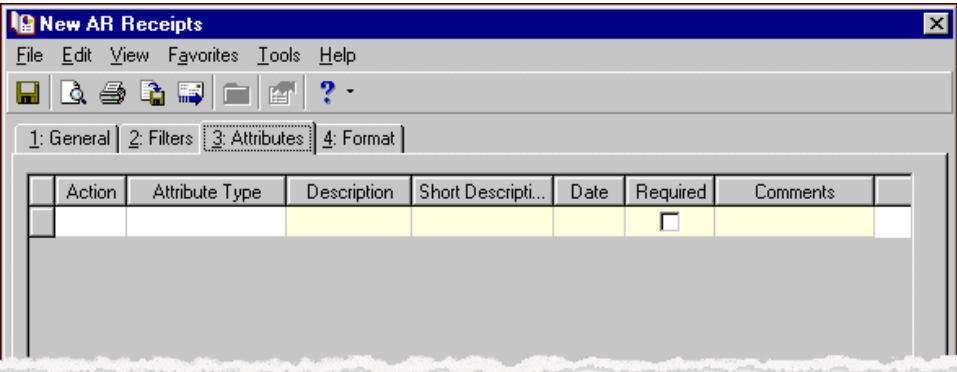 New AR Receipts
File Edit View Favorites Tools Help
?
1: General 2: Filters 3: Attributes 4: Format
Action Attribute Type Description Short Descripti... Date Required Comments